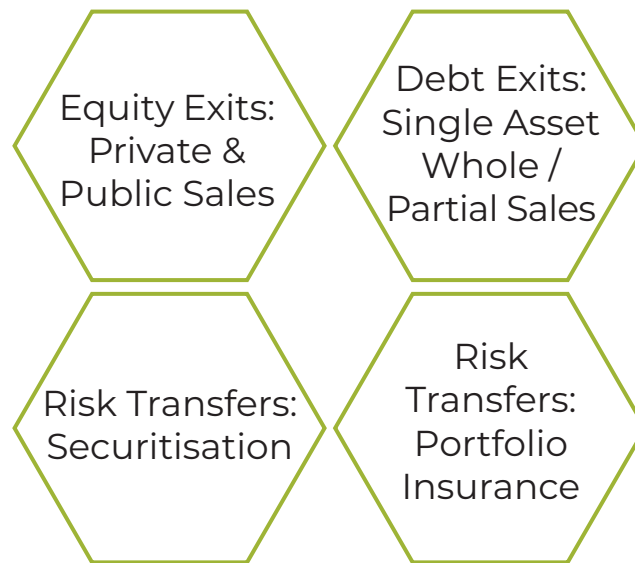 Equity Exits:
Private &
Public Sales
Debt Exits:
Single Asset
Whole /
Partial Sales
Risk Transfers:
Securitisation
Risk
Transfers:
Portfolio
Insurance